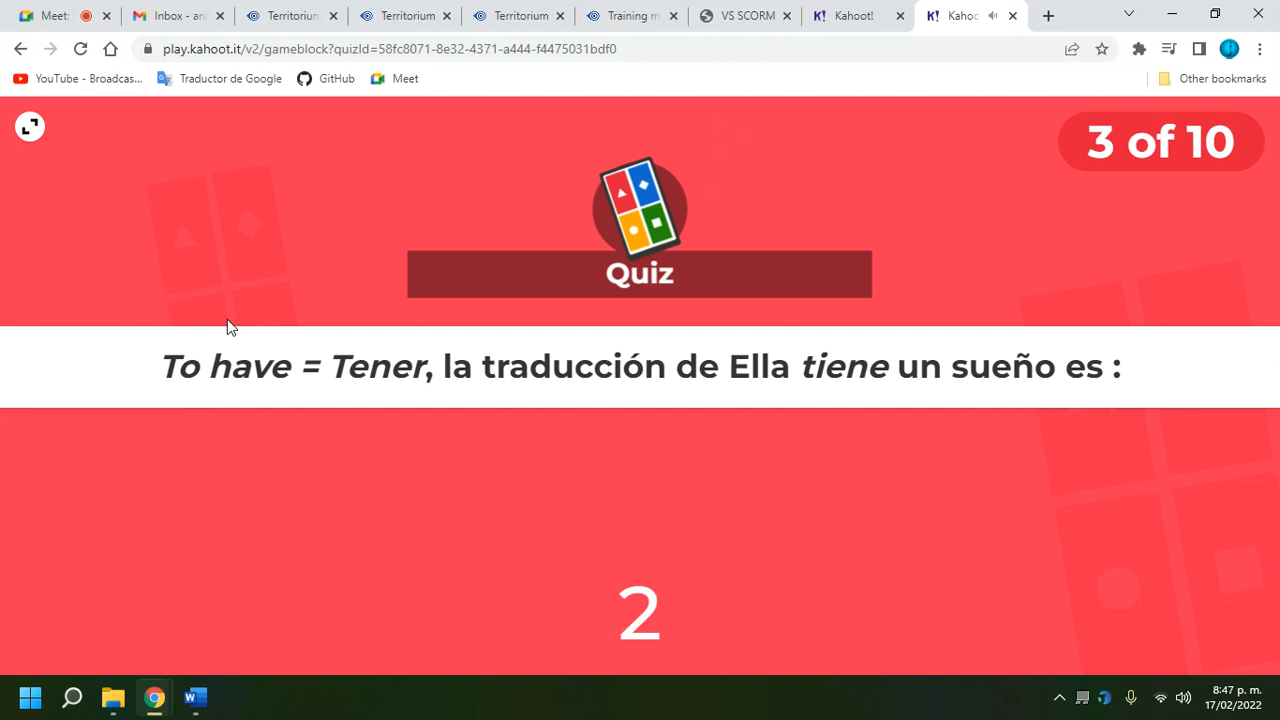 Meet:
Inbox - an
Territorium
Territorium
Territorium
Training m
VS SCORM
Kahoot!
Kahoo
play.kahoot.it/v2/gameblock?quizId=58fc8071-8e32-4371-a444-f4475031bdf0
YouTube - Broadcas...
Traductor de Google
GitHub
Meet
Other bookmarks
3 of 10
Quiz
To have = Tener, la traducción de Ella tiene un sueño es :
2
8:47 p. m.
17/02/2022